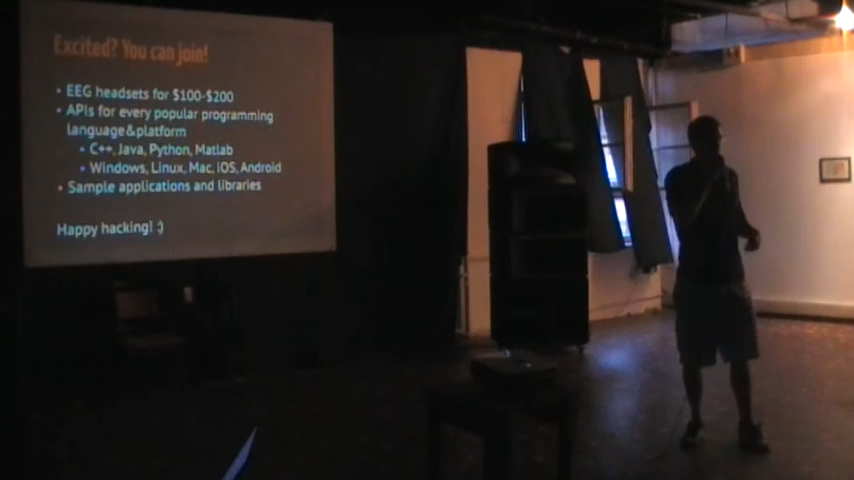 Excited? You can join!
• EEG headsets for $100-$200
• APIs for every popular programming
language&platform
• C++, Java, Python, Matlab
• Windows, Linux, Mac, iOS, Android
• Sample applications and libraries
Happy hacking! :)